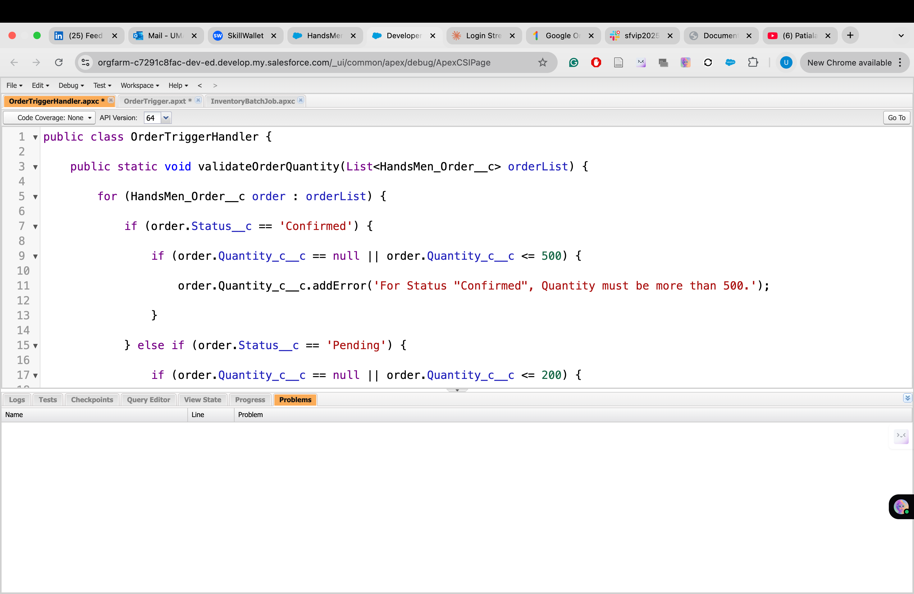 (25) Feed
Mail - UM
SkillWallet
HandsMe
Develope
Login Stre
Google O
sfvip2025
Documen
(6) Patial
orgfarm-c7291c8fac-dev-ed.develop.my.salesforce.com/_ui/common/apex/debug/ApexCSIPage
U
New Chrome available
File Edit Debug Test Workspace Help < >
OrderTriggerHandler.apxc * OrderTrigger.apxt * InventoryBatchJob.apxc
Code Coverage: None API Version: 64 Go To
1 public class OrderTriggerHandler {
2
3 public static void validateOrderQuantity(List<HandsMen_Order__c> orderList) {
4
5 for (HandsMen_Order__c order : orderList) {
6
7 if (order.Status__c == 'Confirmed') {
8
9 if (order.Quantity_c__c == null || order.Quantity_c__c <= 500) {
10
11 order.Quantity_c__c.addError('For Status "Confirmed", Quantity must be more than 500.');
12
13 }
14
15 } else if (order.Status__c == 'Pending') {
16
17 if (order.Quantity_c__c == null || order.Quantity_c__c <= 200) {
Logs Tests Checkpoints Query Editor View State Progress Problems
Name Line Problem